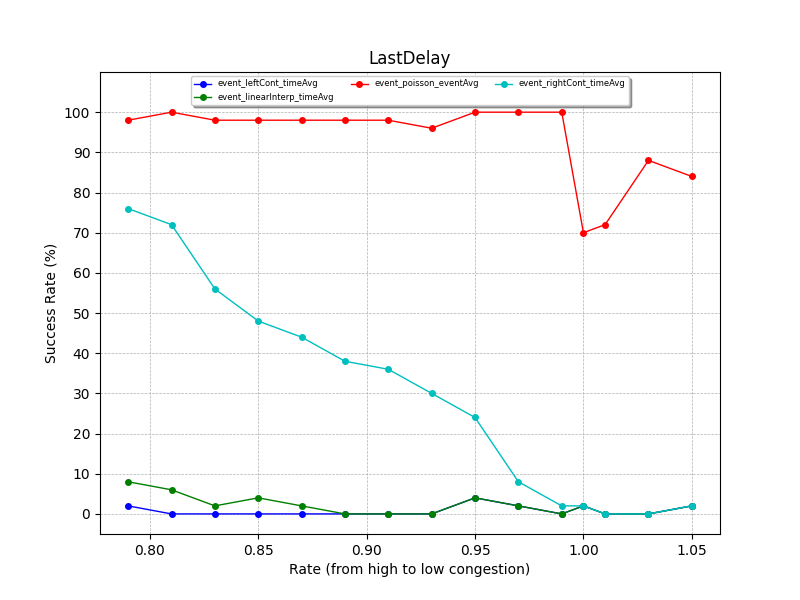 LastDelay
event_leftCont_timeAvg
event_linearInterp_timeAvg
event_poisson_eventAvg
event_rightCont_timeAvg
Success Rate (%)
100
90
80
70
60
50
40
30
20
10
0
0.80 0.85 0.90 0.95 1.00 1.05
Rate (from high to low congestion)